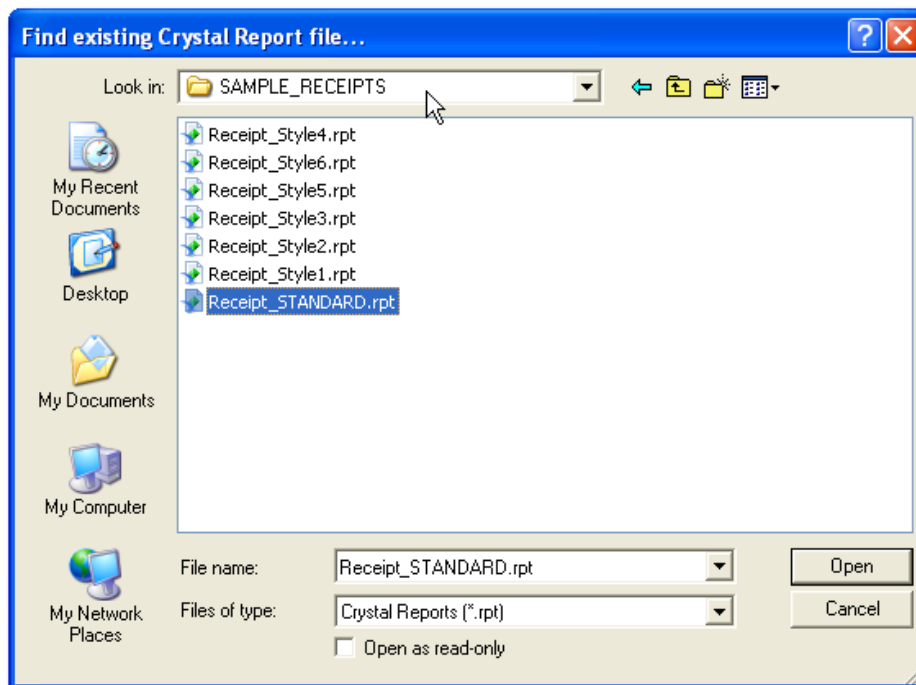 Find existing Crystal Report file...
Look in: SAMPLE_RECEIPTS
My Recent
Documents
Desktop
My Documents
My Computer
My Network
Places
Receipt_Style4.rpt
Receipt_Style6.rpt
Receipt_Style5.rpt
Receipt_Style3.rpt
Receipt_Style2.rpt
Receipt_Style1.rpt
Receipt_STANDARD.rpt
File name: Receipt_STANDARD.rpt Open
Files of type: Crystal Reports (*.rpt) Cancel
Open as read-only